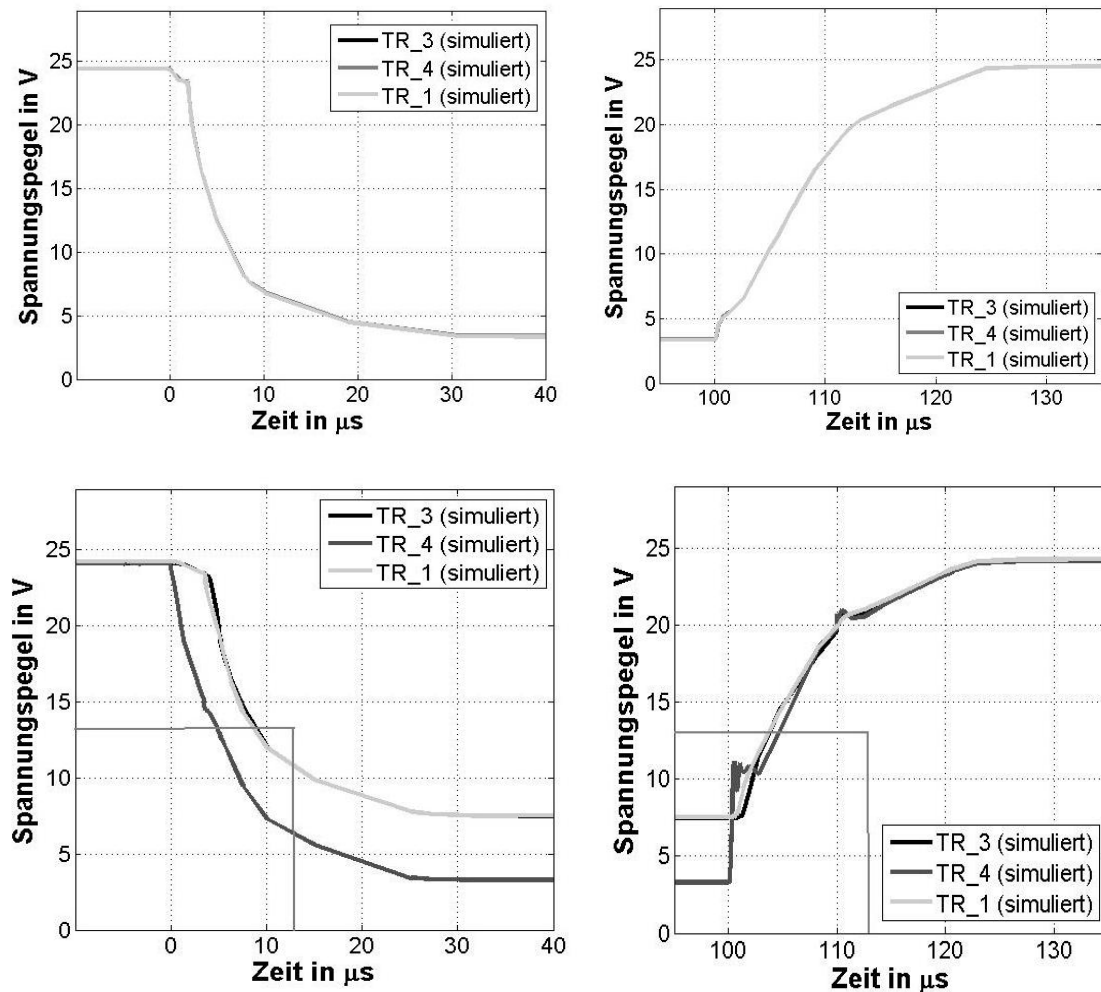 Spannungspegel in V
25
20
15
10
5
0
TR_3 (simuliert)
TR_4 (simuliert)
TR_1 (simuliert)
0 10 20 30 40
Zeit in μs
Spannungspegel in V
25
20
15
10
5
0
TR_3 (simuliert)
TR_4 (simuliert)
TR_1 (simuliert)
100 110 120 130
Zeit in μs
Spannungspegel in V
25
20
15
10
5
0
TR_3 (simuliert)
TR_4 (simuliert)
TR_1 (simuliert)
0 10 20 30 40
Zeit in μs
Spannungspegel in V
25
20
15
10
5
0
TR_3 (simuliert)
TR_4 (simuliert)
TR_1 (simuliert)
100 110 120 130
Zeit in μs